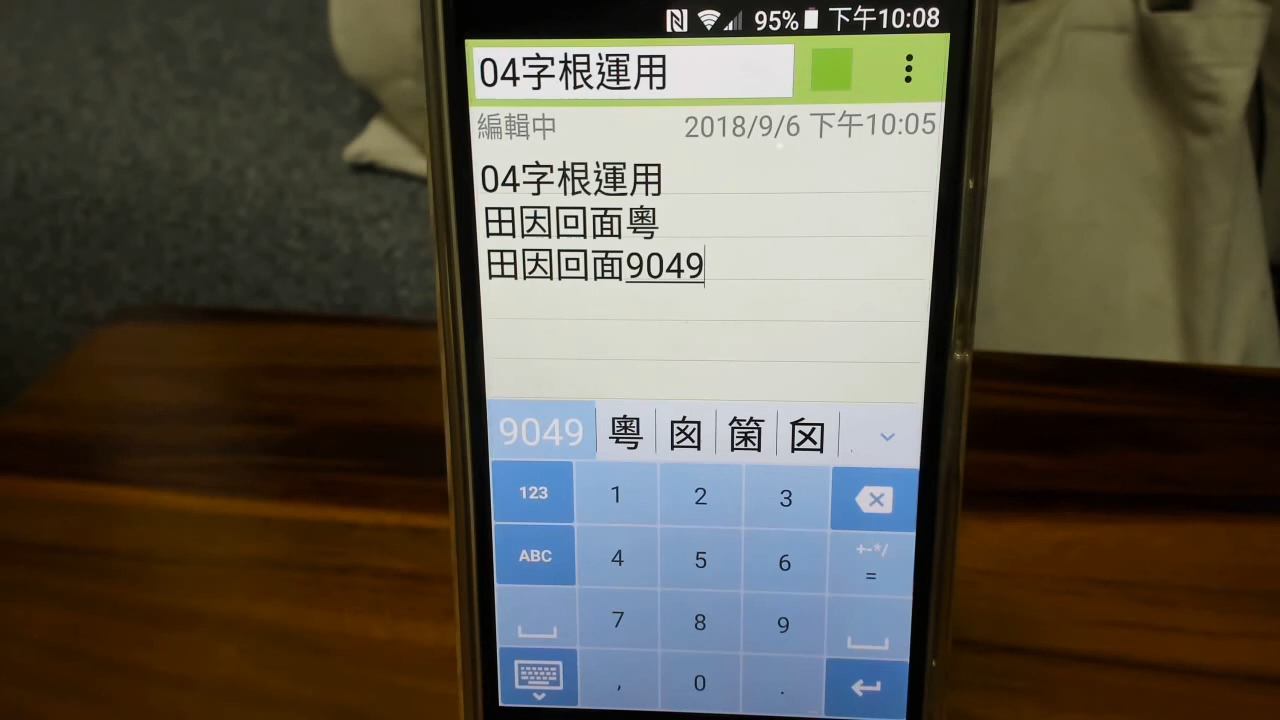 95% 下午10:08
04字根運用
編輯中 2018/9/6 下午10:05
04字根運用
田因回面粵
田因回面9049
9049 粵 囪 箘 囟
123 1 2 3
ABC 4 5 6 +-*/ =
7 8 9
, 0 .